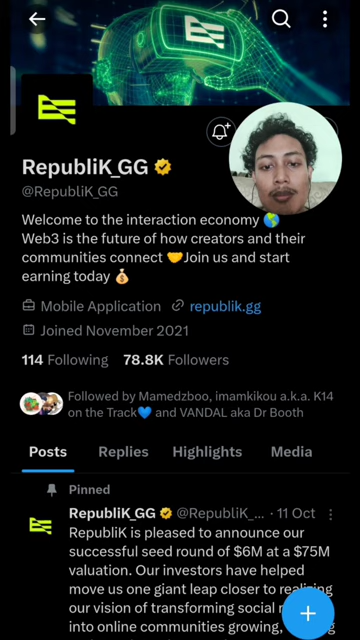 RepubliK_GG
@RepubliK_GG
Welcome to the interaction economy 🌎
Web3 is the future of how creators and their
communities connect 🤝Join us and start
earning today 💰
Mobile Application republik.gg
Joined November 2021
114 Following 78.8K Followers
Followed by Mamedzboo, imamkikou a.k.a. K14
on the Track💙 and VANDAL aka Dr Booth
Posts Replies Highlights Media
Pinned
RepubliK_GG @RepubliK_... · 11 Oct
RepubliK is pleased to announce our
successful seed round of $6M at a $75M
valuation. Our investors have helped
move us one giant leap closer to realizing
our vision of transforming social
into online communities growing,